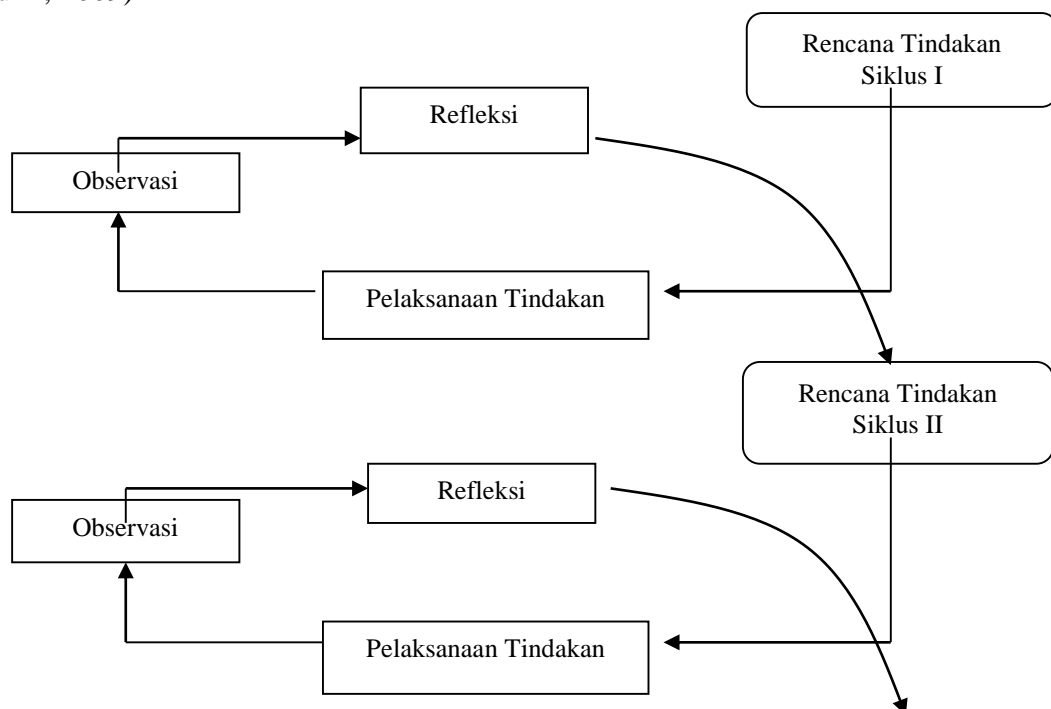 Rencana Tindakan
Siklus I
Refleksi
Observasi
Pelaksanaan Tindakan
Rencana Tindakan
Siklus II
Refleksi
Observasi
Pelaksanaan Tindakan